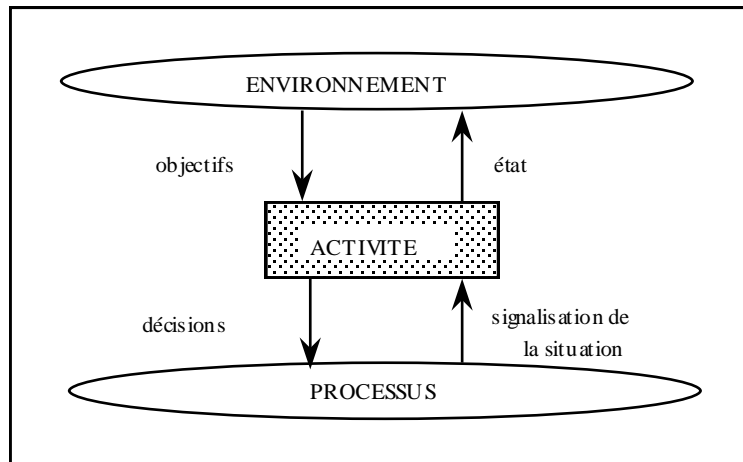 ENVIRONNEMENT
objectifs
état
ACTIVITE
décisions
signalisation de
la situation
PROCESSUS